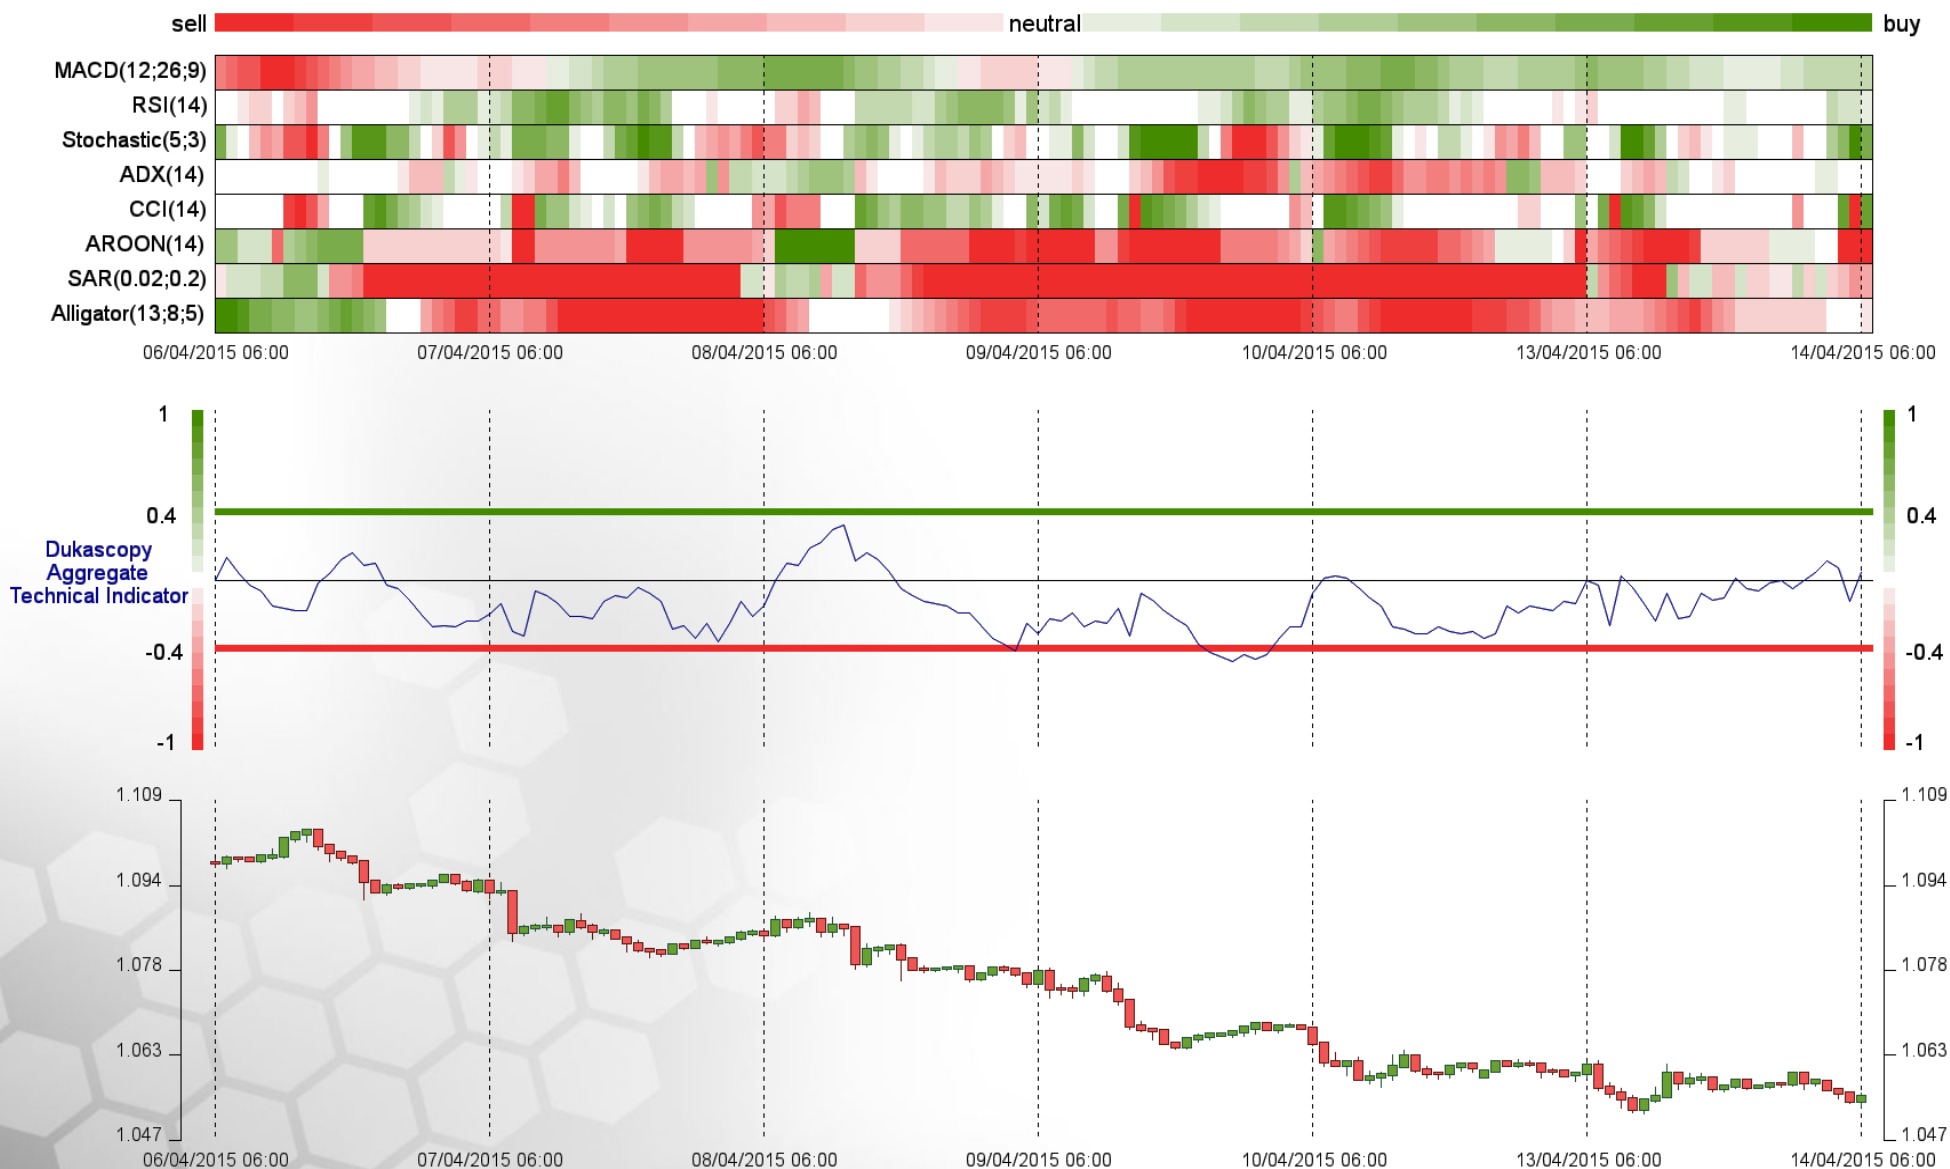 sell neutral buy
MACD(12;26;9)
RSI(14)
Stochastic(5;3)
ADX(14)
CCI(14)
AROON(14)
SAR(0.02;0.2)
Alligator(13;8;5)
06/04/2015 06:00 07/04/2015 06:00 08/04/2015 06:00 09/04/2015 06:00 10/04/2015 06:00 13/04/2015 06:00 14/04/2015 06:00
1 1
0.4 0.4
Dukascopy
Aggregate
Technical Indicator
-0.4 -0.4
-1 -1
1.109 1.109
1.094 1.094
1.078 1.078
1.063 1.063
1.047 1.047
06/04/2015 06:00 07/04/2015 06:00 08/04/2015 06:00 09/04/2015 06:00 10/04/2015 06:00 13/04/2015 06:00 14/04/2015 06:00